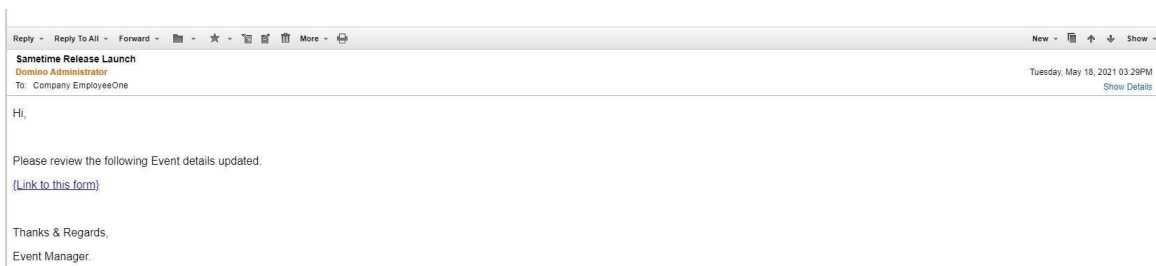 Reply Reply To All Forward More New Show
Sametime Release Launch
Domino Administrator Tuesday, May 18, 2021 03:29PM
To: Company EmployeeOne Show Details
Hi,
Please review the following Event details updated.
{Link to this form}
Thanks & Regards,
Event Manager.